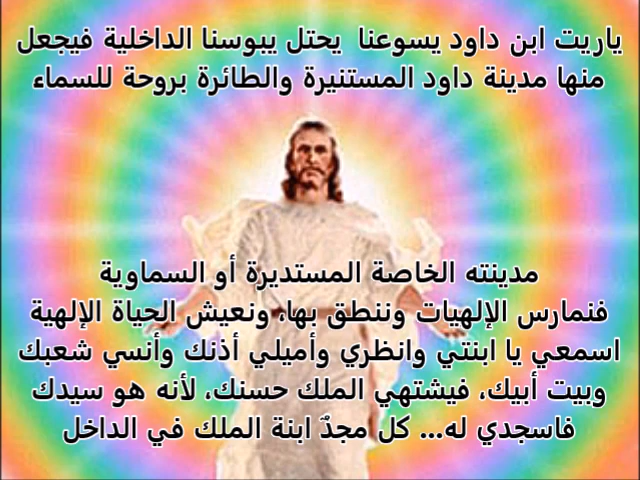 ياريت ابن داود يسوعنا يحتل يبوسنا الداخلية فيجعل
منها مدينة داود المستنيرة والطائرة بروحة للسماء
مدينته الخاصة المستديرة أو السماوية
فنمارس الإلهيات وننطق بها، ونعيش الحياة الإلهية
اسمعي يا ابنتي وانظري وأميلي أذنك وأنسي شعبك
وبيت أبيك، فيشتهي الملك حسنك، لأنه هو سيدك
فاسجدي له... كل مجدٌ ابنة الملك في الداخل